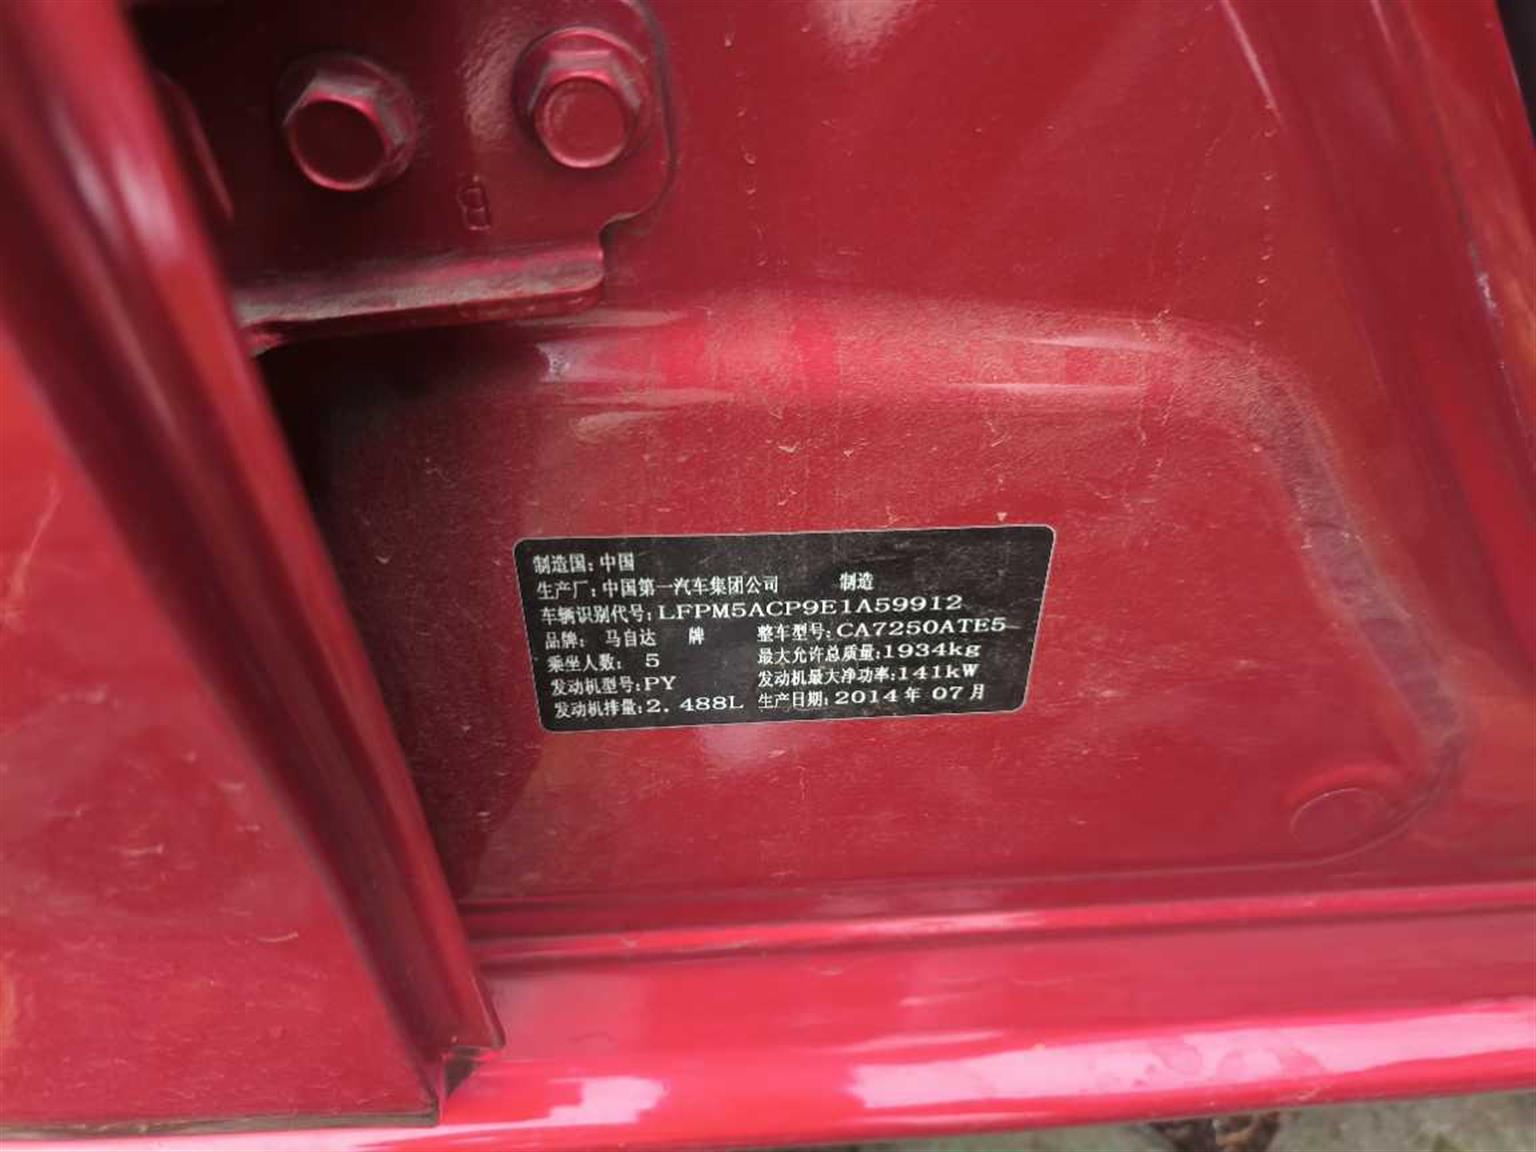 B
制造国: 中国
生产厂: 中国第一汽车集团公司 制造
车辆识别代号: LFPM5ACP9E1A59912
品牌: 马自达 牌 整车型号: CA7250ATE5
乘坐人数: 5 最大允许总质量: 1934kg
发动机型号: PY 发动机最大净功率: 141kW
发动机排量: 2.488L 生产日期: 2014年 07月